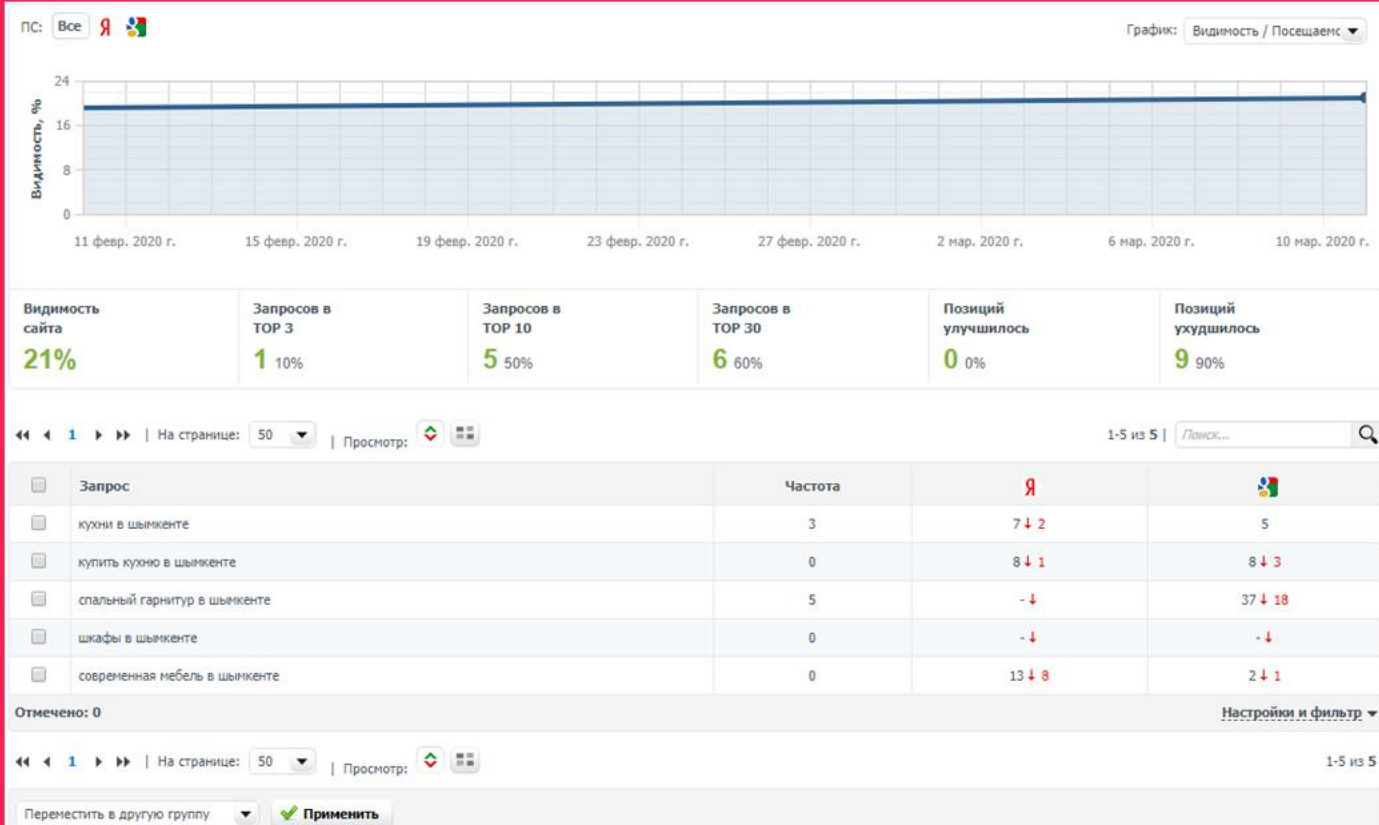 ПС: Все Я График: Видимость / Посещаемс
24
16
8
0
Видимость, %
11 февр. 2020 г. 15 февр. 2020 г. 19 февр. 2020 г. 23 февр. 2020 г. 27 февр. 2020 г. 2 мар. 2020 г. 6 мар. 2020 г. 10 мар. 2020 г.
Видимость сайта
21%
Запросов в TOP 3
1 10%
Запросов в TOP 10
5 50%
Запросов в TOP 30
6 60%
Позиций улучшилось
0 0%
Позиций ухудшилось
9 90%
1 | На странице: 50 | Просмотр: 1-5 из 5 | Поиск...
Запрос Частота Я
кухни в шымкенте 3 7↓ 2 5
купить кухню в шымкенте 0 8↓ 1 8↓ 3
спальный гарнитур в шымкенте 5 -↓ 37↓ 18
шкафы в шымкенте 0 -↓ -↓
современная мебель в шымкенте 0 13↓ 8 2↓ 1
Отмечено: 0 Настройки и фильтр
1 | На странице: 50 | Просмотр: 1-5 из 5
Переместить в другую группу Применить